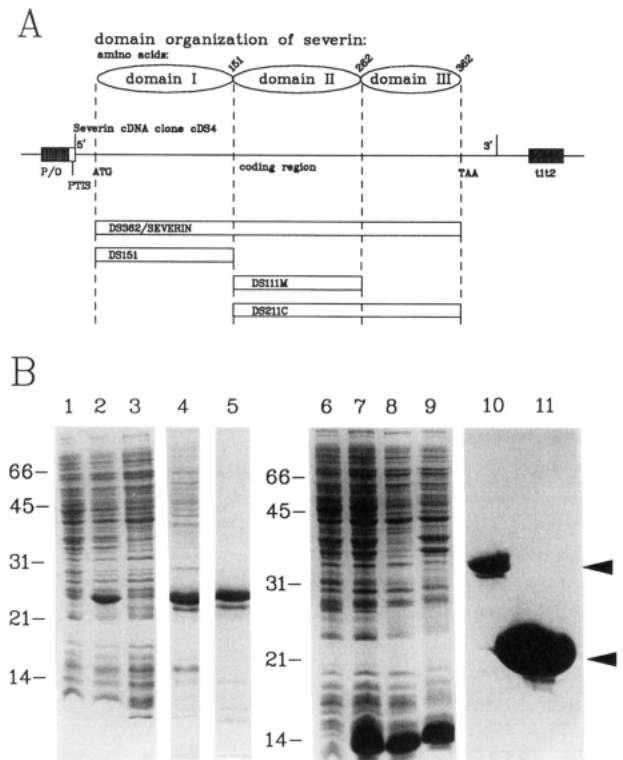 A
domain organization of severin:
amino acids:
151
262
362
domain I
domain II
domain III
Severin cDNA clone cDS4
5'
3'
P/O
PTIS
ATG
coding region
TAA
t1t2
DS362/SEVERIN
DS151
DS111M
DS211C
B
1 2 3 4 5 6 7 8 9 10 11
66–
45–
31–
21–
14–
66–
45–
31–
21–
14–